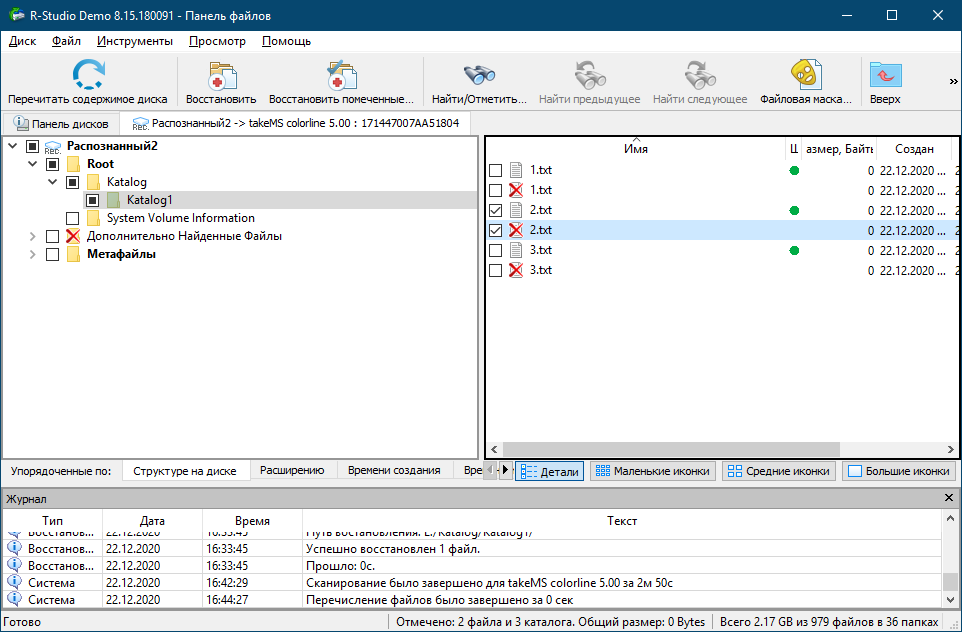 R-Studio Demo 8.15.180091 - Панель файлов
Диск Файл Инструменты Просмотр Помощь
Перечитать содержимое диска Восстановить Восстановить помеченные... Найти/Отметить... Найти предыдущее Найти следующее Файловая маска... Вверх »
Панель дисков REC. Распознанный2 -> takeMS colorline 5.00 : 171447007AA51804
REC. Распознанный2
Root
Katalog
Katalog1
System Volume Information
Дополнительно Найденные Файлы
Метафайлы
Имя Ц азмер, Байты Создан
1.txt 0 22.12.2020 ... 2
1.txt 0 22.12.2020 ... 2
2.txt 0 22.12.2020 ... 2
2.txt 0 22.12.2020 ... 2
3.txt 0 22.12.2020 ... 2
3.txt 0 22.12.2020 ... 2
Упорядоченные по: Структуре на диске Расширению Времени создания Вре
Детали Маленькие иконки Средние иконки Большие иконки
Журнал
Тип Дата Время Текст
Восстанов... 22.12.2020 16:33:45 Путь восстановления: E:/Katalog/Katalog1/
Восстанов... 22.12.2020 16:33:45 Успешно восстановлен 1 файл.
Восстанов... 22.12.2020 16:33:45 Прошло: 0с.
Система 22.12.2020 16:42:29 Сканирование было завершено для takeMS colorline 5.00 за 2м 50с
Система 22.12.2020 16:44:27 Перечисление файлов было завершено за 0 сек
Готово Отмечено: 2 файла и 3 каталога. Общий размер: 0 Bytes Всего 2.17 GB из 979 файлов в 36 папках